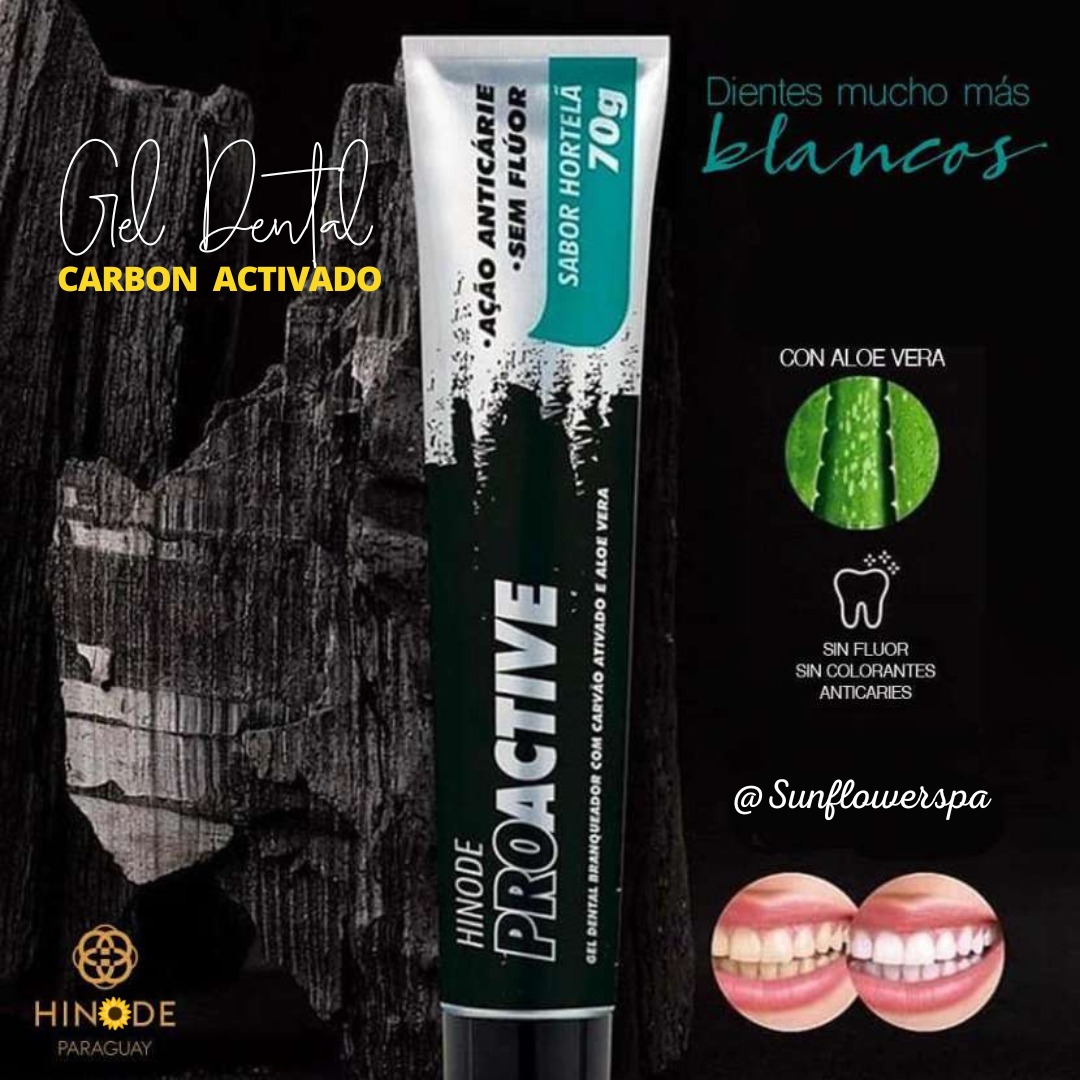 Gel Dental
CARBON ACTIVADO
•AÇÃO ANTICÁRIE
•SEM FLÚOR
SABOR HORTELÃ
70g
HINODE
PROACTIVE
GEL DENTAL BRANQUEADOR COM CARVÃO ATIVADO E ALOE VERA
Dientes mucho más
blancos
CON ALOE VERA
SIN FLUOR
SIN COLORANTES
ANTICARIES
@Sunflowerspa
HINODE
PARAGUAY